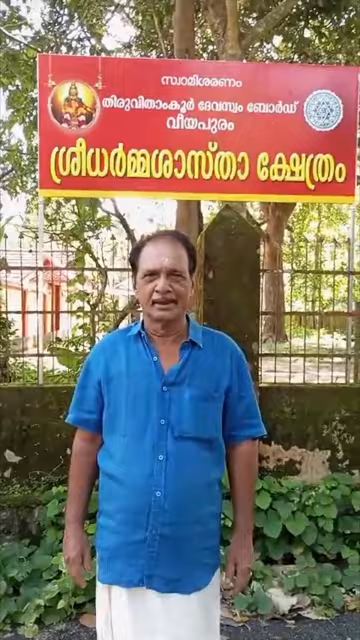 സ്വാമിശരണം
തിരുവിതാംകൂർ ദേവസ്വം ബോർഡ്
വീയപുരം
ശ്രീധർമ്മശാസ്താ ക്ഷേത്രം